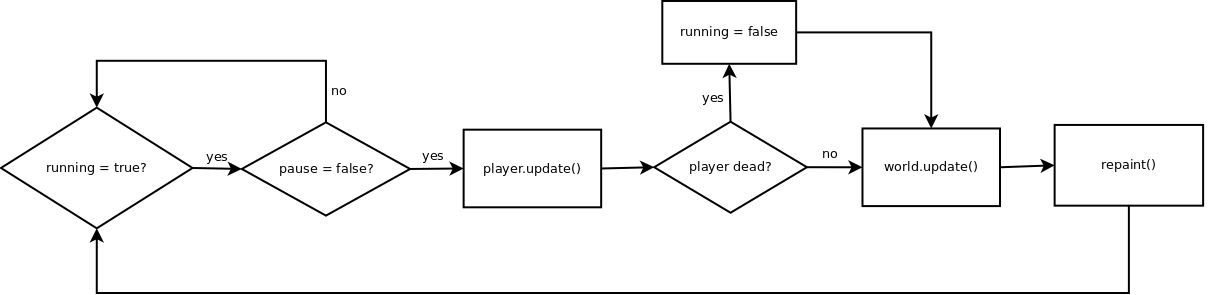 running = false
no
yes
running = true?
yes
pause = false?
yes
player.update()
player dead?
no
world.update()
repaint()